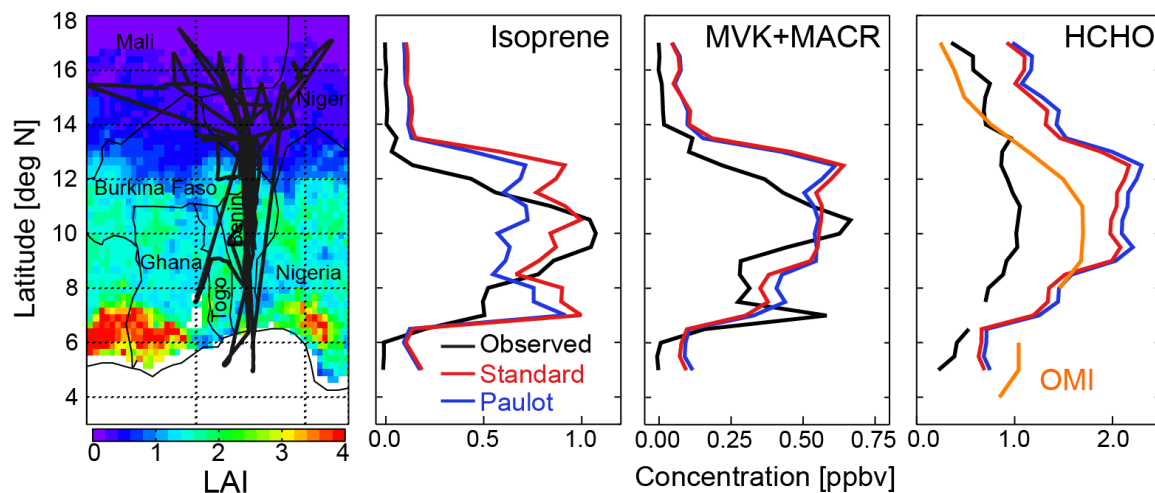 Latitude [deg N]
18
16
14
12
10
8
6
4
Mali
Niger
Burkina Faso
Benin
Ghana
Togo
Nigeria
0 1 2 3 4
LAI
Isoprene
Observed
Standard
Paulot
0.0 0.5 1.0
MVK+MACR
0.00 0.25 0.50 0.75
Concentration [ppbv]
HCHO
OMI
0.0 1.0 2.0